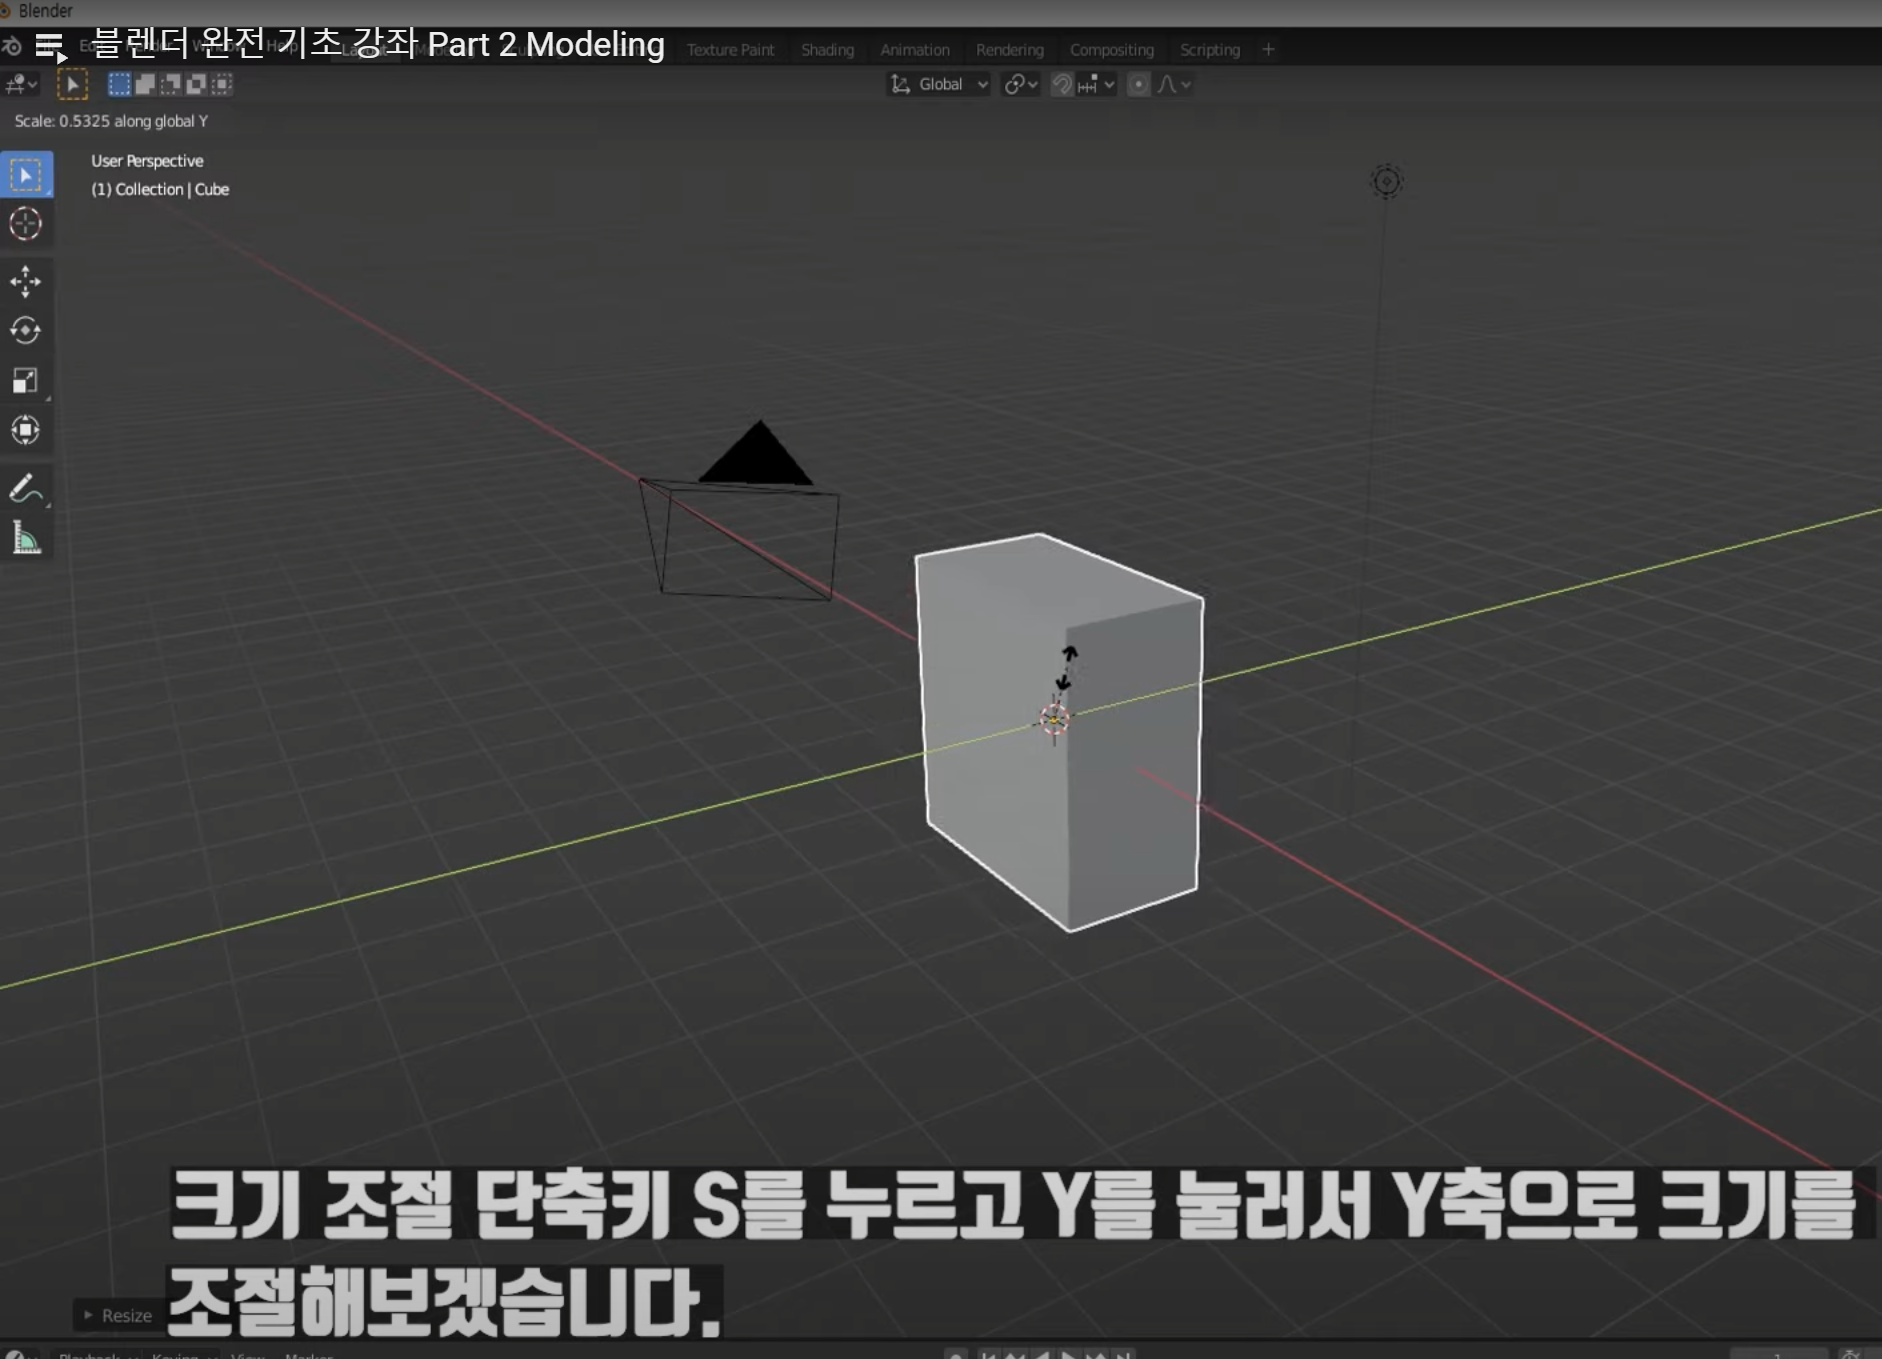 Blender
블렌더 완전 기초 강좌 Part 2 Modeling
Texture Paint Shading Animation Rendering Compositing Scripting +
Global
Scale: 0.5325 along global Y
User Perspective
(1) Collection | Cube
크기 조절 단축키 S를 누르고 Y를 눌러서 Y축으로 크기를
조절해보겠습니다.
Resize
Playback Keying View Marker